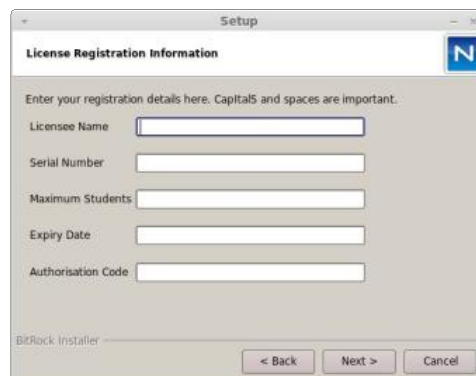 Setup
License Registration Information
N
Enter your registration details here. CapItalS and spaces are important.
Licensee Name
Serial Number
Maximum Students
Expiry Date
Authorisation Code
BitRock Installer
< Back Next > Cancel